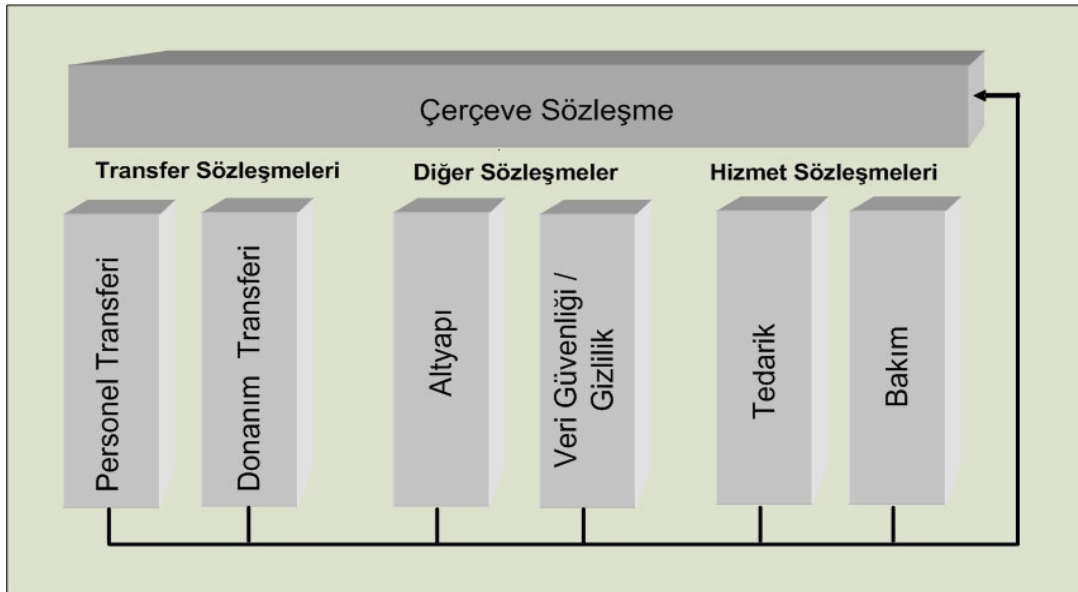 Çerçeve Sözleşme
Transfer Sözleşmeleri
Diğer Sözleşmeler
Hizmet Sözleşmeleri
Personel Transferi
Donanım Transferi
Altyapı
Veri Güvenliği /
Gizlilik
Tedarik
Bakım